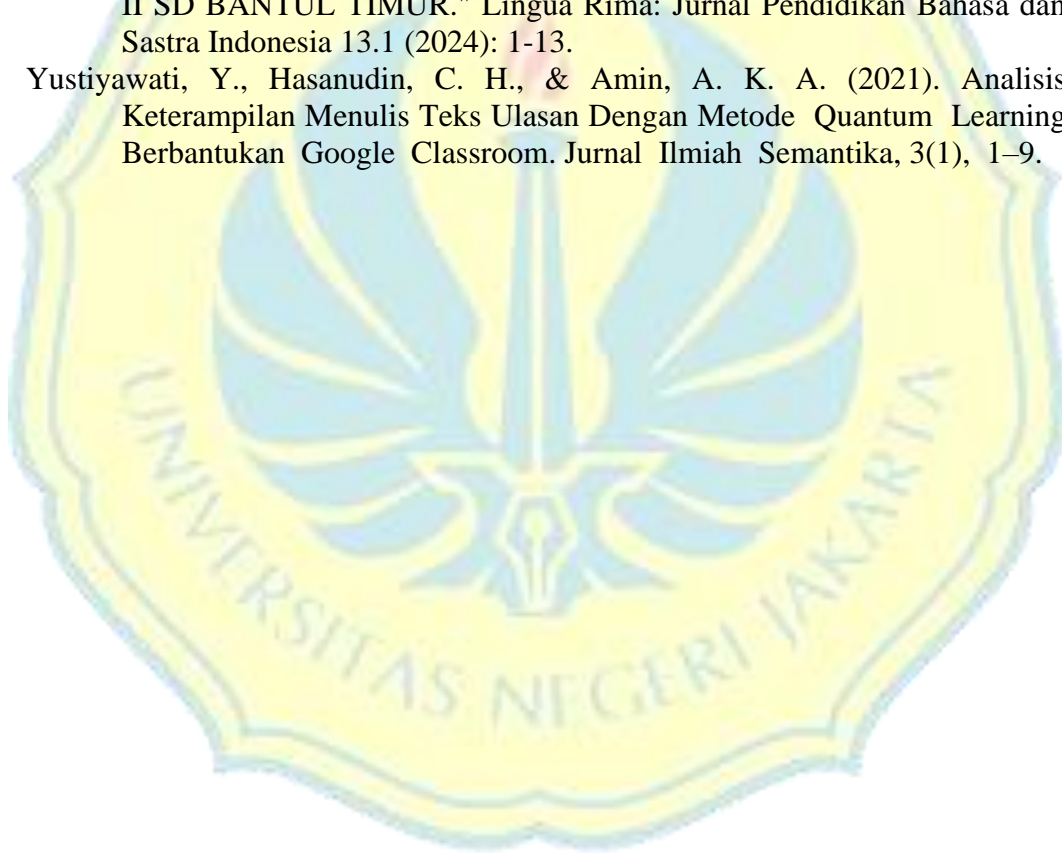 II SD BANTUL TIMUR." Lingua Rima: Jurnal Pendidikan Bahasa dan
Sastra Indonesia 13.1 (2024): 1-13.
Yustiyawati, Y., Hasanudin, C. H., & Amin, A. K. A. (2021). Analisis
Keterampilan Menulis Teks Ulasan Dengan Metode Quantum Learning
Berbantukan Google Classroom. Jurnal Ilmiah Semantika, 3(1), 1–9.
UNIVERSITAS NEGERI JAKARTA